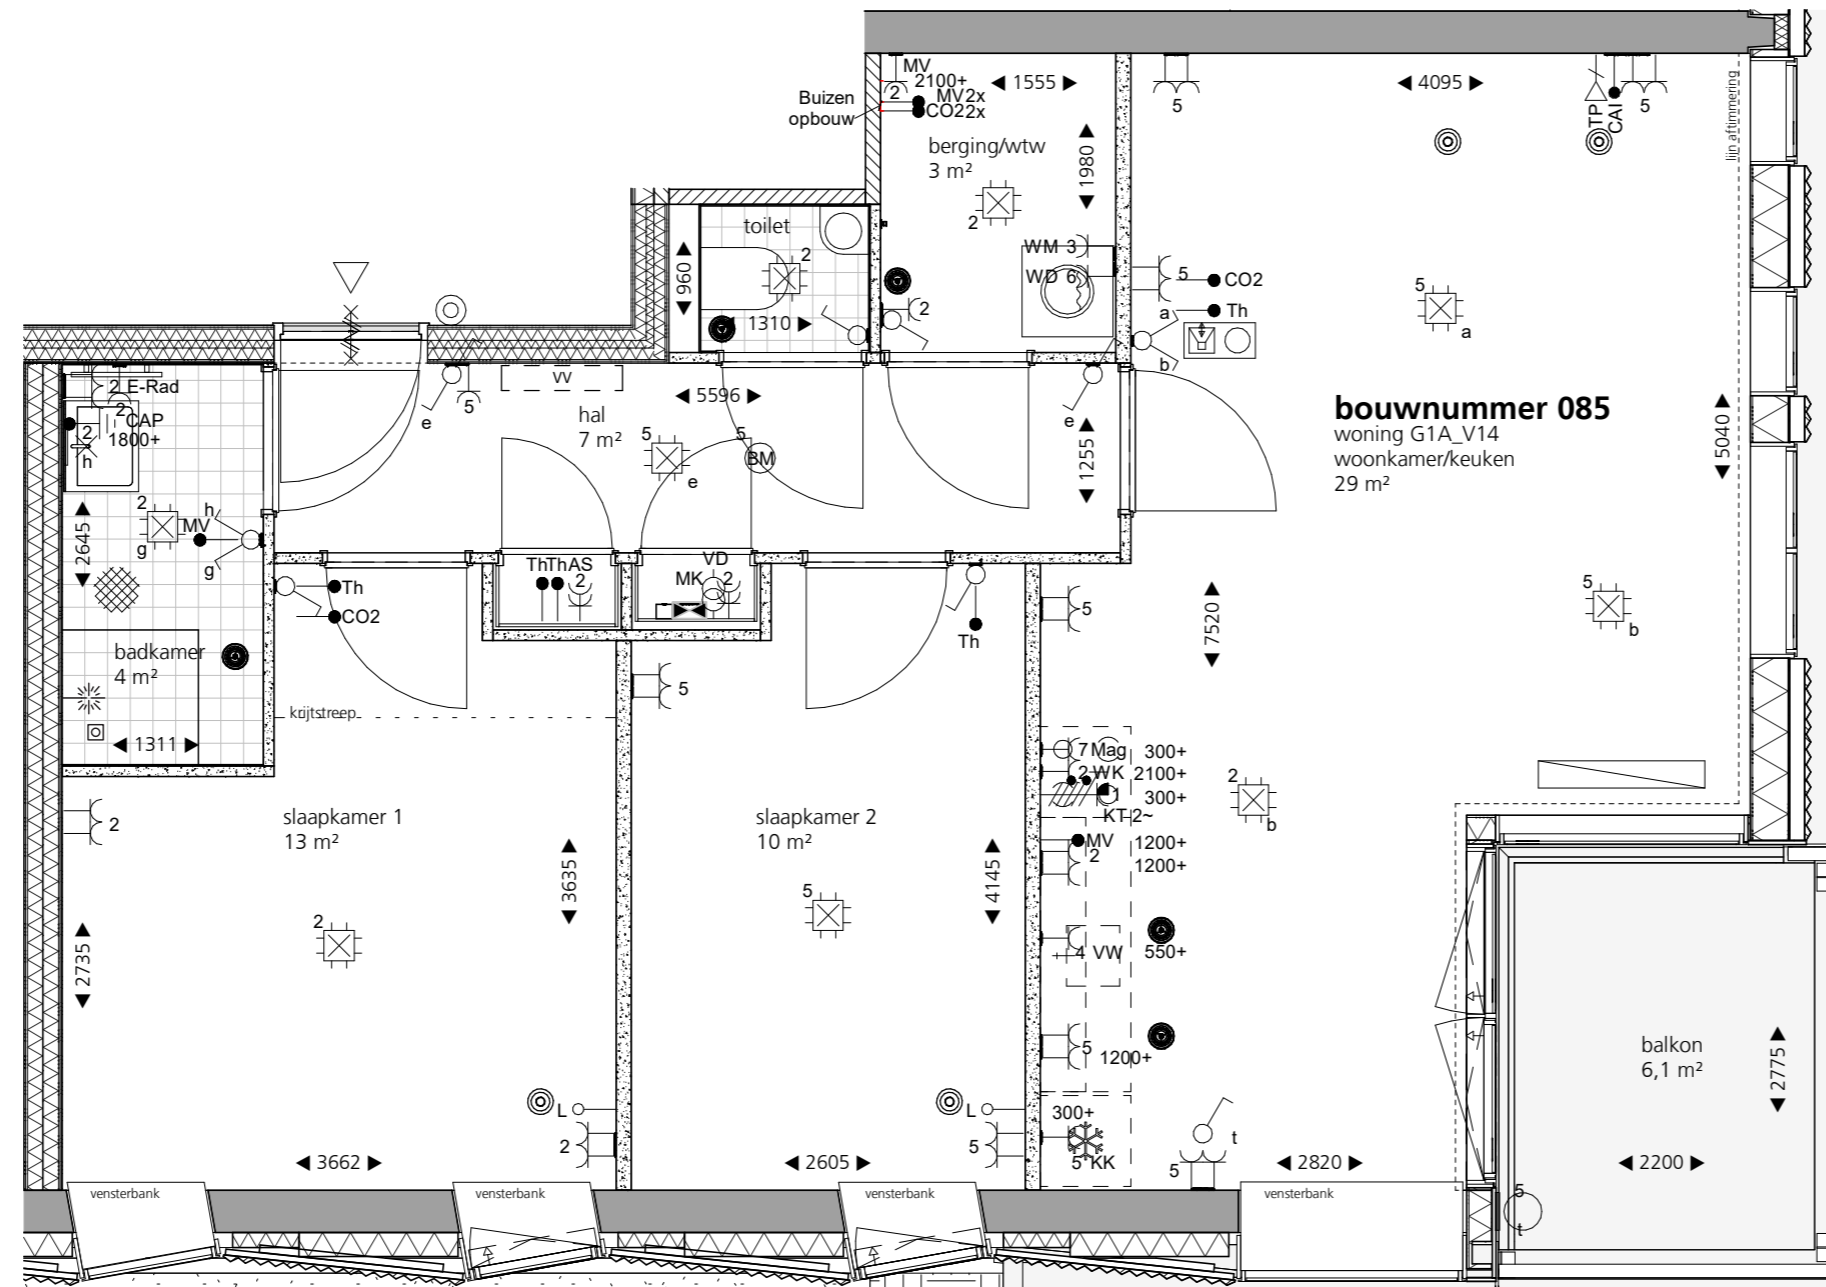 MV
2100+
2
MV2x
CO22x
Buizen
opbouw
◄ 1555 ►
◄ 1980 ►
berging/wtw
3 m²
2
WM 3
WD 6
2
5
◄ 4095 ►
TP
CAI
5
lijn aftimmering
toilet
2
◄ 960 ►
1310 ►
5
CO2
a
Th
b
5
a
bouwnummer 085
woning G1A_V14
woonkamer/keuken
29 m²
◄ 5040 ►
2 E-Rad
2
CAP
2
1800+
h
e
5
VV
hal
7 m²
◄ 5596 ►
5
e
5
BM
e
◄ 1255 ►
◄ 2645 ►
2
g
MV
h
g
badkamer
4 m²
◄ 1311 ►
Th
CO2
ThThAS
2
VD
MK
2
Th
5
◄ 7520 ►
5
b
krijtstreep
5
7 Mag
300+
2 WK
2100+
1
300+
KT 2~
MV
1200+
2
1200+
2
b
2
slaapkamer 1
13 m²
◄ 3635 ►
slaapkamer 2
10 m²
◄ 4145 ►
2
5
◄ 2735 ►
4 VW
550+
5
1200+
balkon
6,1 m²
◄ 2775 ►
L
2
L
5
300+
5 KK
t
5
◄ 3662 ►
◄ 2605 ►
◄ 2820 ►
◄ 2200 ►
5
t
vensterbank
vensterbank
vensterbank
vensterbank